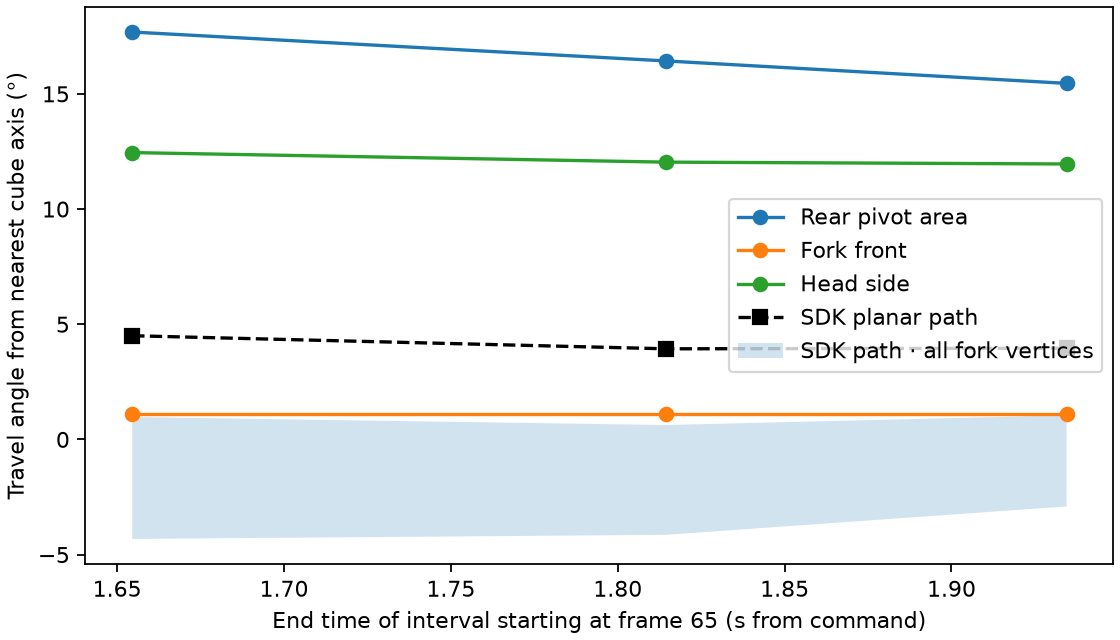 Travel angle from nearest cube axis (°)
15
10
5
0
−5
Rear pivot area
Fork front
Head side
SDK planar path
SDK path · all fork vertices
1.65 1.70 1.75 1.80 1.85 1.90
End time of interval starting at frame 65 (s from command)